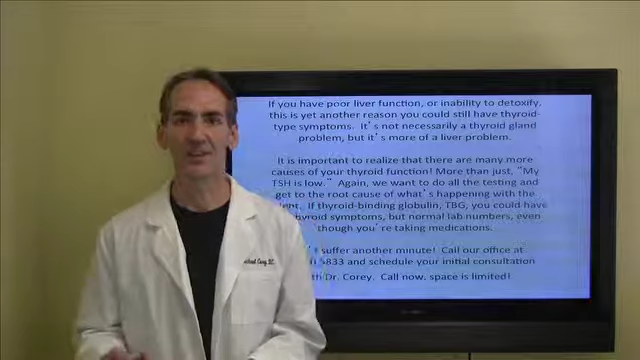 If you have poor liver function, or inability to detoxify,
this is yet another reason you could still have thyroid-
type symptoms. It's not necessarily a thyroid gland
problem, but it's more of a liver problem.
It is important to realize that there are many more
causes of your thyroid function! More than just, "My
TSH is low." Again, we want to do all the testing and
get to the root cause of what's happening with the
If thyroid-binding globulin, TBG, you could have
thyroid symptoms, but normal lab numbers, even
though you're taking medications.
suffer another minute! Call our office at
833 and schedule your initial consultation
Dr. Corey. Call now, space is limited!